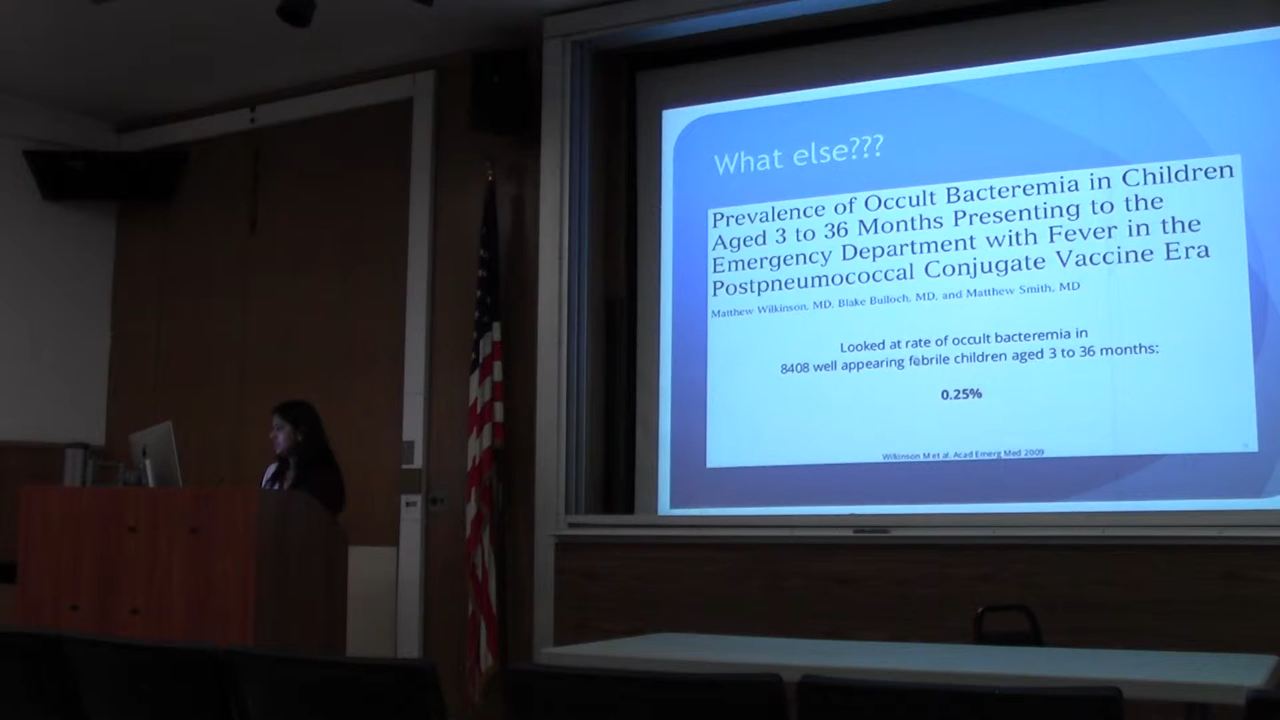 What else???
Prevalence of Occult Bacteremia in Children
Aged 3 to 36 Months Presenting to the
Emergency Department with Fever in the
Postpneumococcal Conjugate Vaccine Era
Matthew Wilkinson, MD, Blake Bulloch, MD, and Matthew Smith, MD
Looked at rate of occult bacteremia in
8408 well appearing febrile children aged 3 to 36 months:
0.25%
Wilkinson M et al. Acad Emerg Med 2009